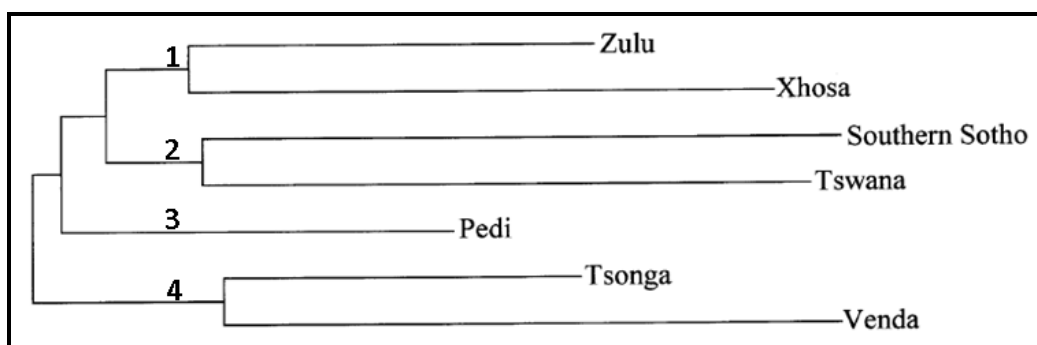 1
Zulu
Xhosa
2
Southern Sotho
Tswana
3
Pedi
Tsonga
4
Venda